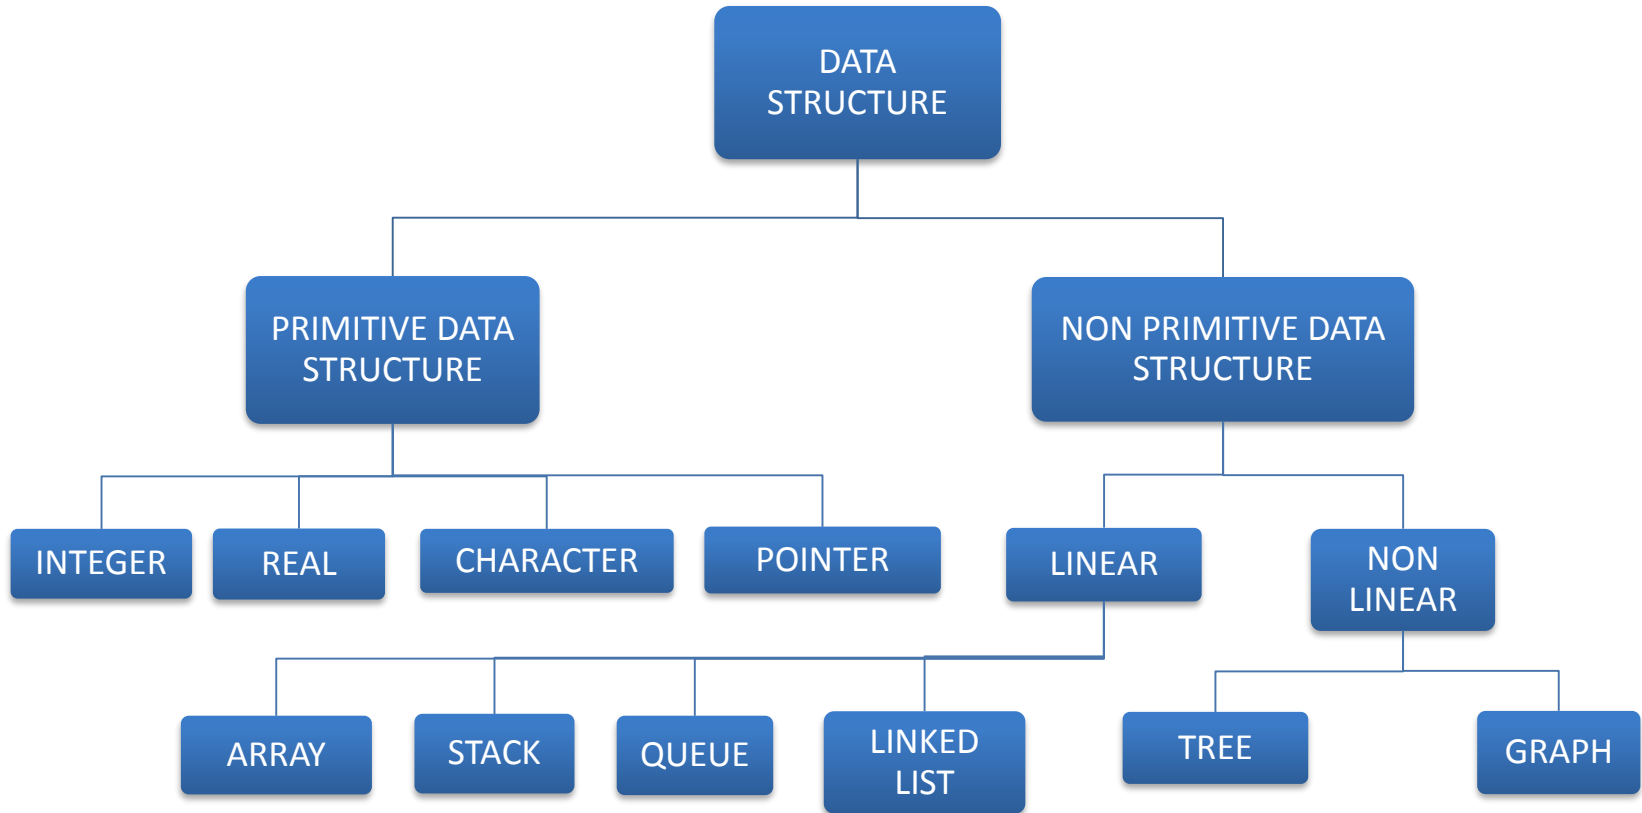 DATA
STRUCTURE
PRIMITIVE DATA
STRUCTURE
NON PRIMITIVE DATA
STRUCTURE
INTEGER
REAL
CHARACTER
POINTER
LINEAR
NON
LINEAR
ARRAY
STACK
QUEUE
LINKED
LIST
TREE
GRAPH